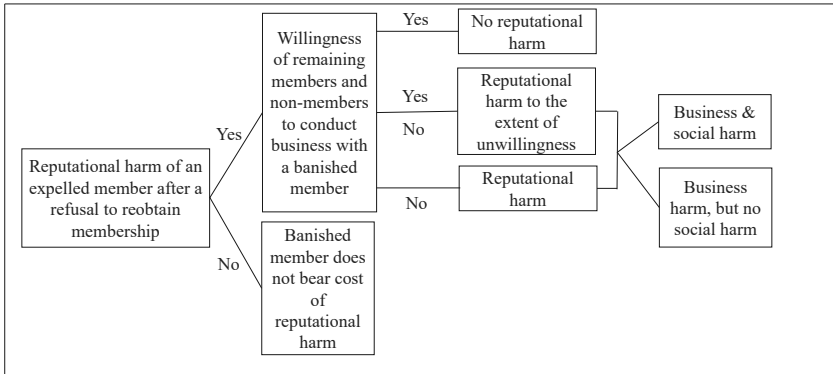 Reputational harm of an
expelled member after a
refusal to reobtain
membership
Yes
No
Willingness
of remaining
members and
non-members
to conduct
business with
a banished
member
Banished
member does
not bear cost
of
reputational
harm
Yes
Yes
No
No
No reputational
harm
Reputational
harm to the
extent of
unwillingness
Reputational
harm
Business &
social harm
Business
harm, but no
social harm